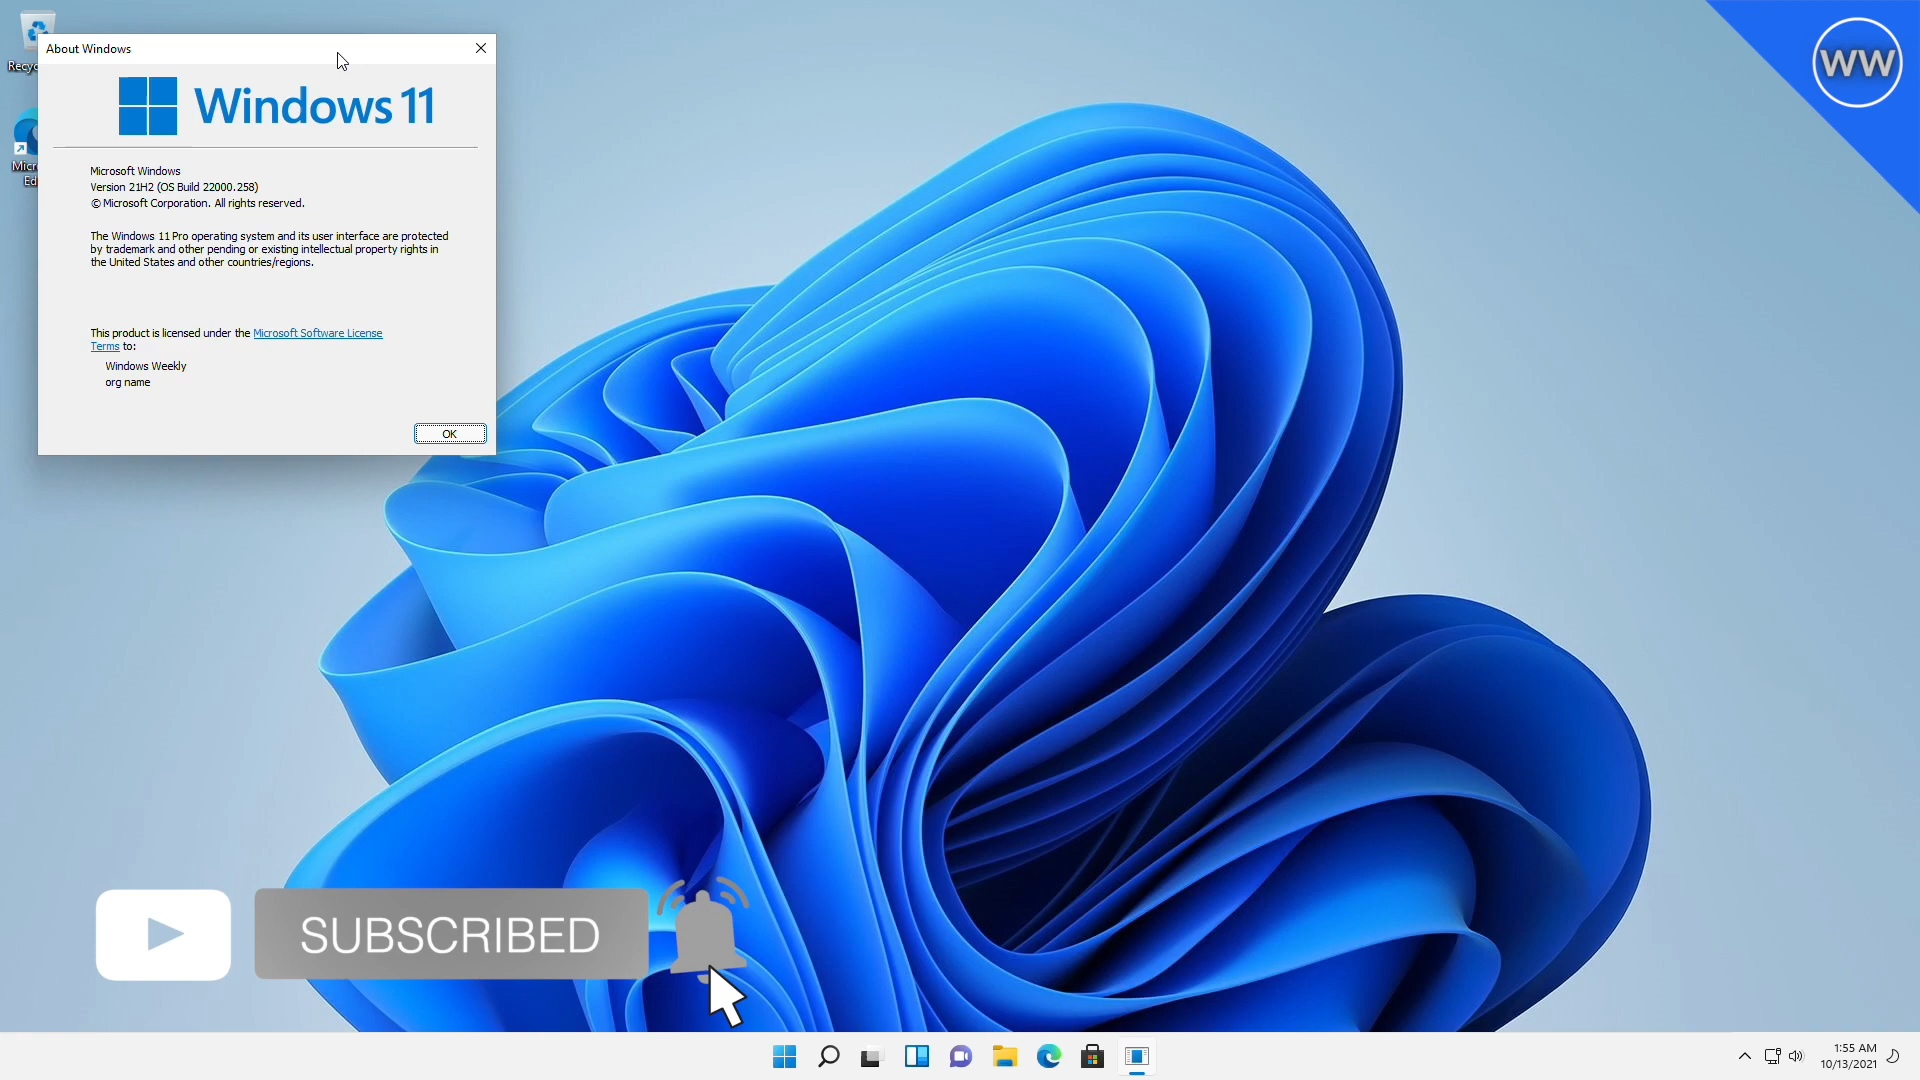 Recyc
About Windows
Windows 11
Micro
Ed
Microsoft Windows
Version 21H2 (OS Build 22000.258)
© Microsoft Corporation. All rights reserved.
The Windows 11 Pro operating system and its user interface are protected
by trademark and other pending or existing intellectual property rights in
the United States and other countries/regions.
This product is licensed under the Microsoft Software License
Terms to:
Windows Weekly
org name
OK
WW
SUBSCRIBED
1:55 AM
10/13/2021